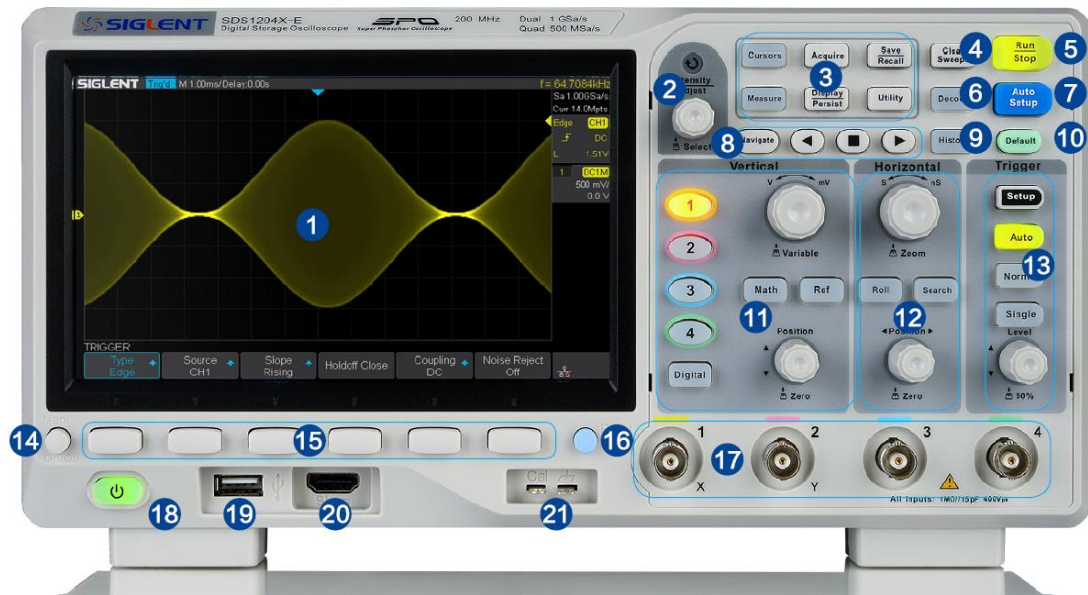 SIGLENT SDS1204X-E
Digital Storage Oscilloscope
SPO
Super Phosphor Oscilloscope
200 MHz
Dual 1 GSa/s
Quad 500 MSa/s
SIGLENT Trig'd M 1.00ms/Delay:0.00s f = 64.7084kHz
Sa 1.00GSa/s
Curr 14.0Mpts
Edge CH1
DC
L 1.51V
1 DC1M
500 mV/
0.0 V
1
TRIGGER
Type
Edge
Source
CH1
Slope
Rising
Holdoff Close
Coupling
DC
Noise Reject
Off
2
Select
Cursors
Acquire
Save
Recall
Clear
Sweeps
4
Run
Stop
5
3
Measure
Display
Persist
Utility
Decode
6
Auto
Setup
7
8
Navigate
History
9
Default
10
Vertical
Horizontal
Trigger
V mV
S nS
1
2
3
4
Digital
Variable
Math
Ref
11
Position
Zero
Zoom
Roll
Search
12
Position
Zero
Setup
Auto
Normal
13
Single
Level
50%
14
15
16
1
X
17
2
Y
3
4
All inputs: 1MΩ//15pF 400Vpk
18
19
20
Cal
21